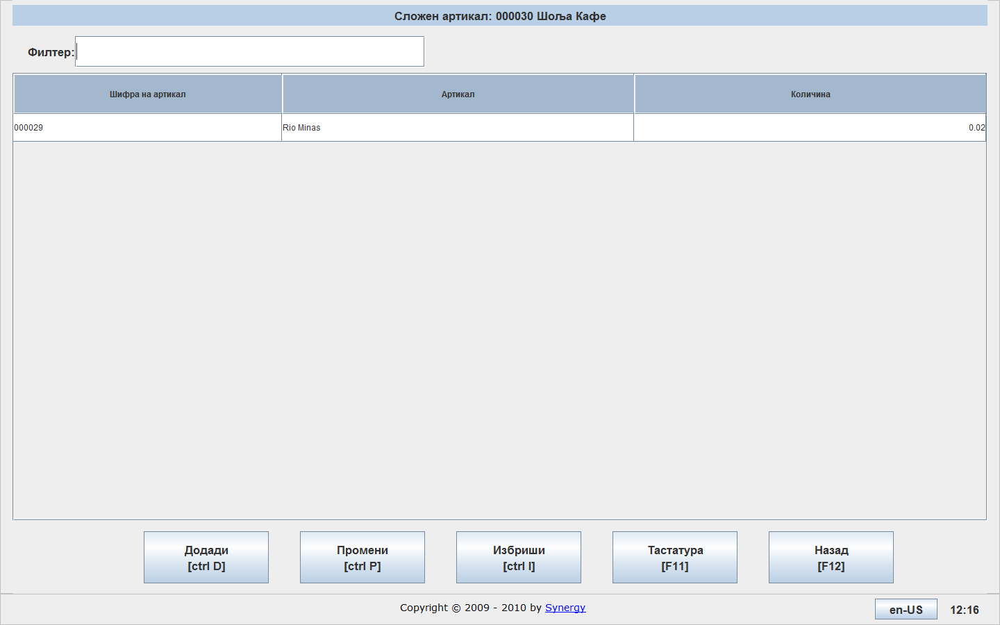 Сложен артикал: 000030 Шоља Кафе
Филтер:
Шифра на артикал Артикал Количина
000029 Rio Minas 0.02
Додади Промени Избриши Тастатура Назад
[ctrl D] [ctrl P] [ctrl I] [F11] [F12]
Copyright © 2009 - 2010 by Synergy en-US 12:16